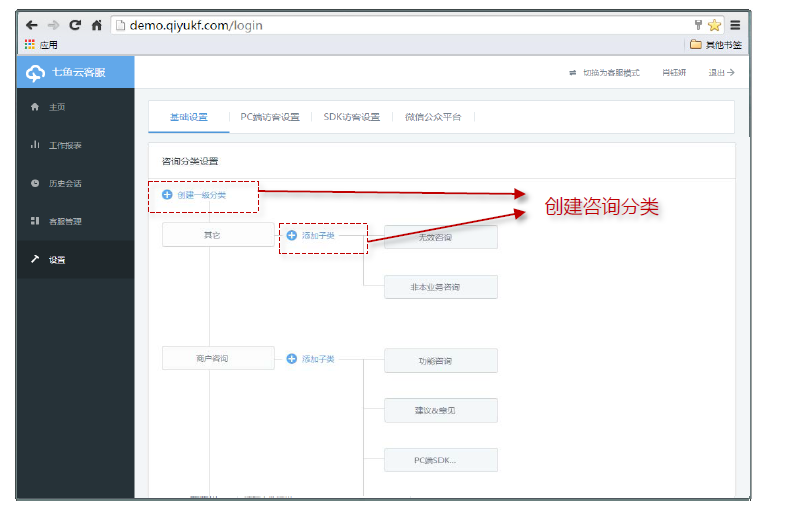 demo.qiyukf.com/login
应用
其他书签
七鱼云客服
切换为客服模式
退出
主页
工作报表
历史会话
客服管理
设置
基础设置
PC端访客设置
SDK访客设置
微信公众平台
咨询分类设置
创建一级分类
创建咨询分类
其它
添加子类
无效咨询
非本业务咨询
商户咨询
添加子类
功能咨询
建议&意见
PC端SDK...